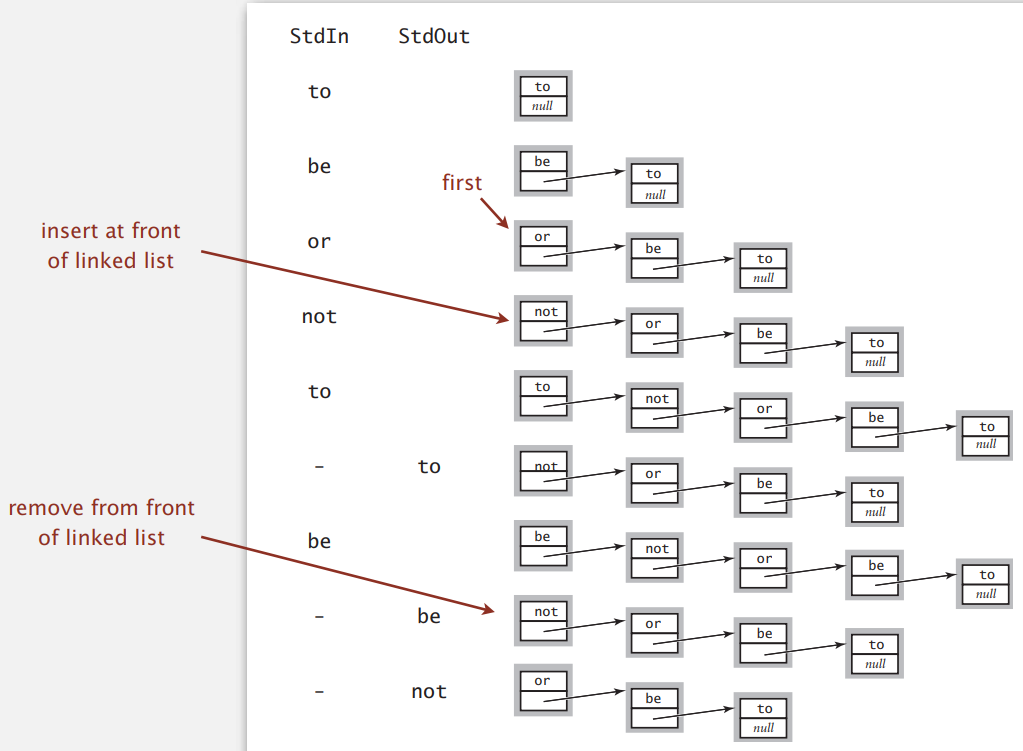 StdIn StdOut
to
to
null
be
be
to
null
first
insert at front
of linked list
or
or
be
to
null
not
not
or
be
to
null
to
to
not
or
be
to
null
- to
not
or
be
to
null
remove from front
of linked list
be
be
not
or
be
to
null
- be
not
or
be
to
null
- not
or
be
to
null